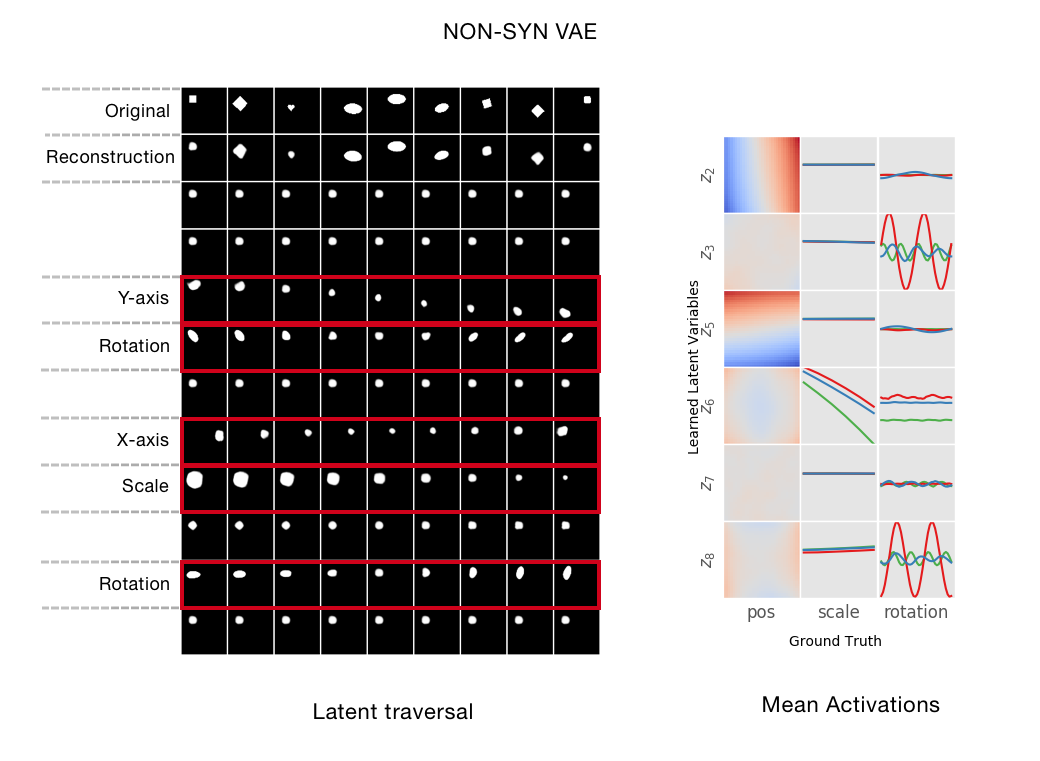 NON-SYN VAE
Original
Reconstruction
Y-axis
Rotation
X-axis
Scale
Rotation
Latent traversal
Learned Latent Variables
Z2
Z3
Z5
Z6
Z7
Z8
pos scale rotation
Ground Truth
Mean Activations